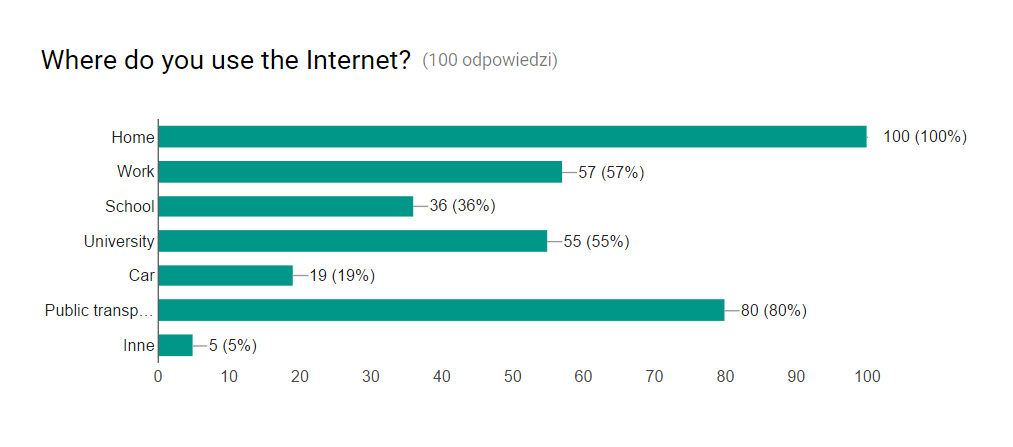 Where do you use the Internet? (100 odpowiedzi)
Home 100 (100%)
Work 57 (57%)
School 36 (36%)
University 55 (55%)
Car 19 (19%)
Public transp... 80 (80%)
Inne 5 (5%)
0 10 20 30 40 50 60 70 80 90 100